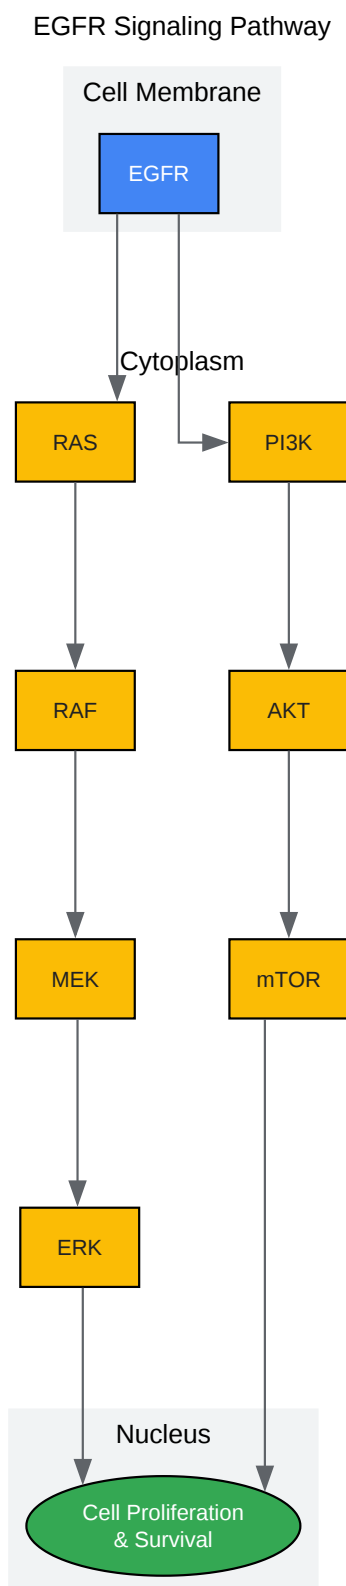 EGFR Signaling Pathway
Cell Membrane
EGFR
Cytoplasm
RAS
PI3K
RAF
AKT
MEK
mTOR
ERK
Nucleus
Cell Proliferation
& Survival